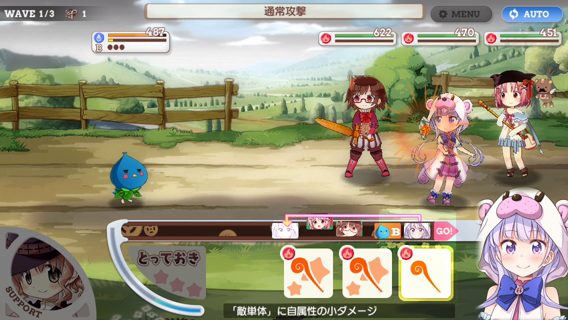 WAVE 1/3
1
通常攻撃
MENU
AUTO
487
B
622
470
451
B
GO!
とっておき
SUPPORT
「敵単体」に自属性の小ダメージ